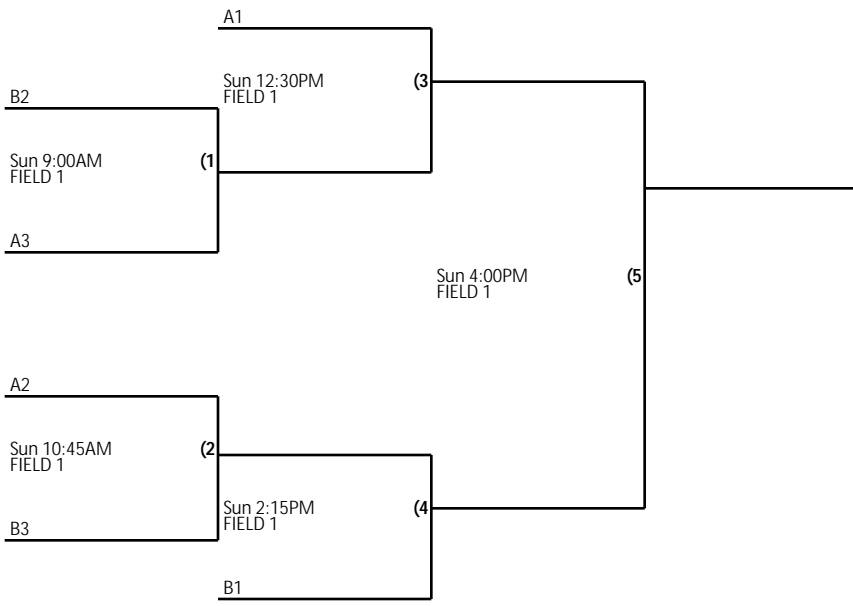 A1
Sun 12:30PM
FIELD 1
(3
B2
Sun 9:00AM
FIELD 1
(1
A3
Sun 4:00PM
FIELD 1
(5
A2
Sun 10:45AM
FIELD 1
(2
Sun 2:15PM
FIELD 1
(4
B3
B1